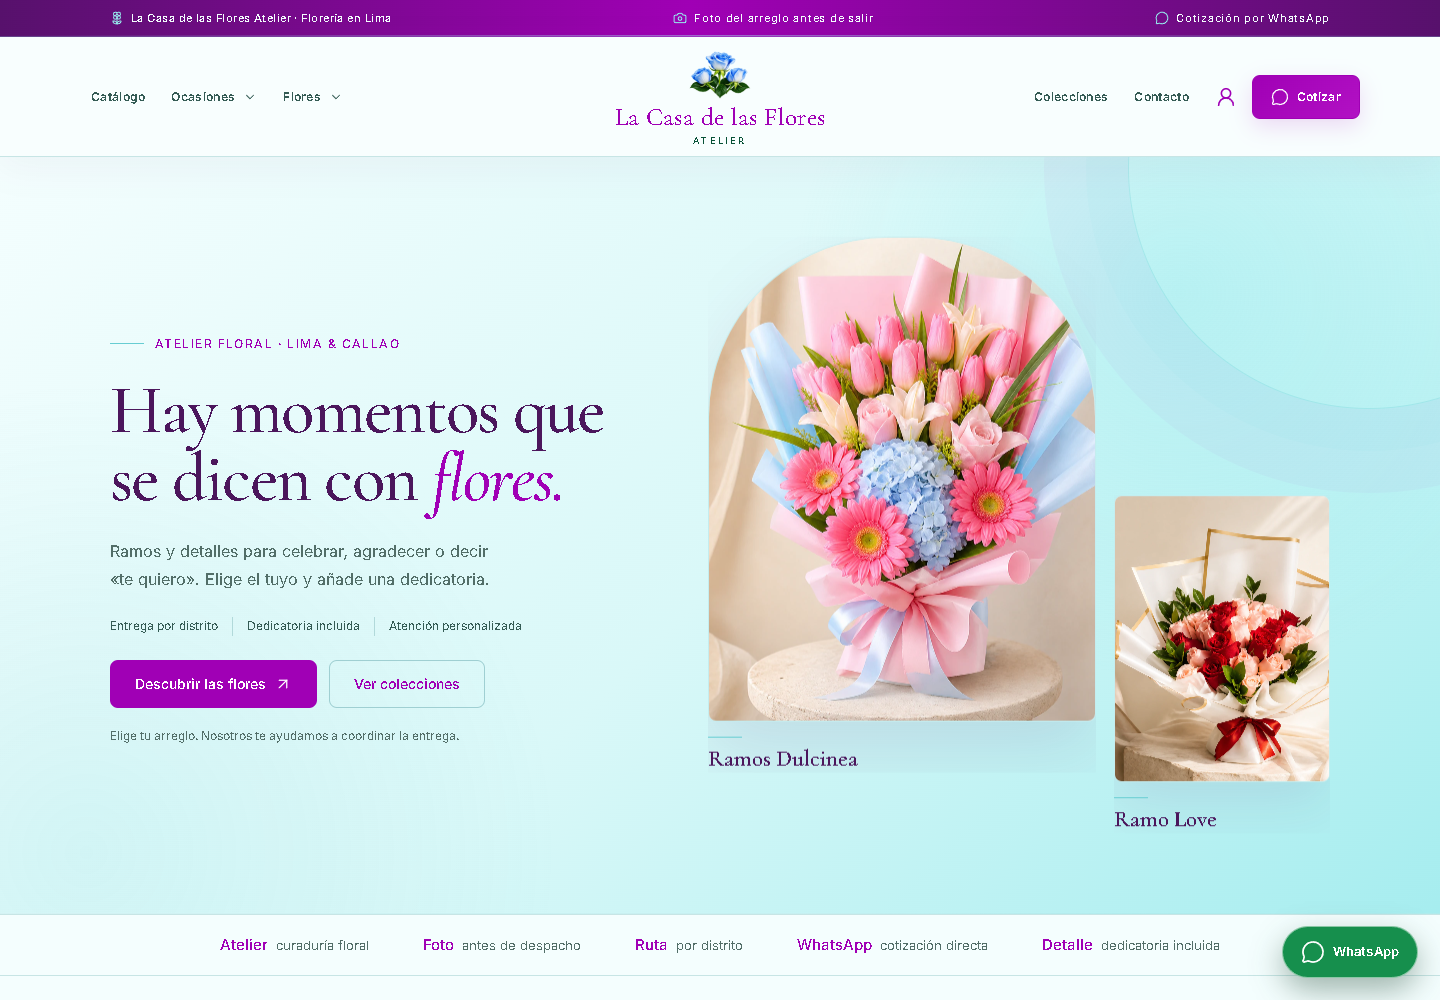 La Casa de las Flores Atelier · Florería en Lima
Foto del arreglo antes de salir
Cotización por WhatsApp
Catálogo
Ocasiones
Flores
La Casa de las Flores
ATELIER
Colecciones
Contacto
Cotizar
ATELIER FLORAL · LIMA & CALLAO
Hay momentos que
se dicen con flores.
Ramos y detalles para celebrar, agradecer o decir
«te quiero». Elige el tuyo y añade una dedicatoria.
Entrega por distrito
Dedicatoria incluida
Atención personalizada
Descubrir las flores
Ver colecciones
Elige tu arreglo. Nosotros te ayudamos a coordinar la entrega.
Ramos Dulcinea
Ramo Love
Atelier curaduría floral
Foto antes de despacho
Ruta por distrito
WhatsApp cotización directa
Detalle dedicatoria incluida
WhatsApp